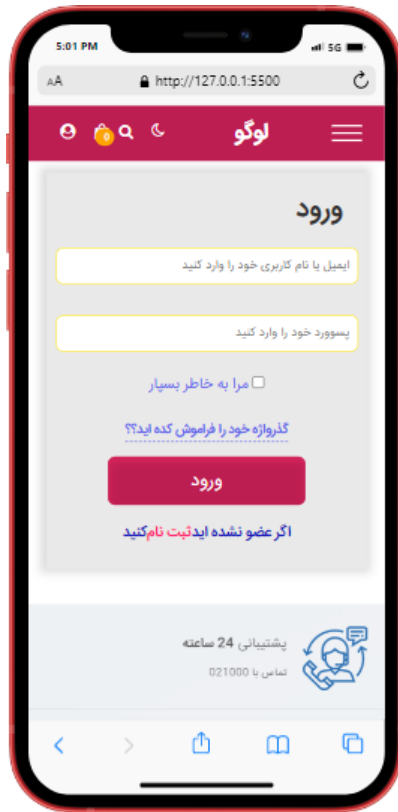 5:01 PM 5G
AA http://127.0.0.1:5500
لوگو 0
ورود
ایمیل یا نام کاربری خود را وارد کنید
پسوورد خود را وارد کنید
مرا به خاطر بسپار
گذرواژه خود را فراموش کده اید؟؟
ورود
اگر عضو نشده ایدثبت نامکنید
پشتیبانی 24 ساعته
تماس با 021000